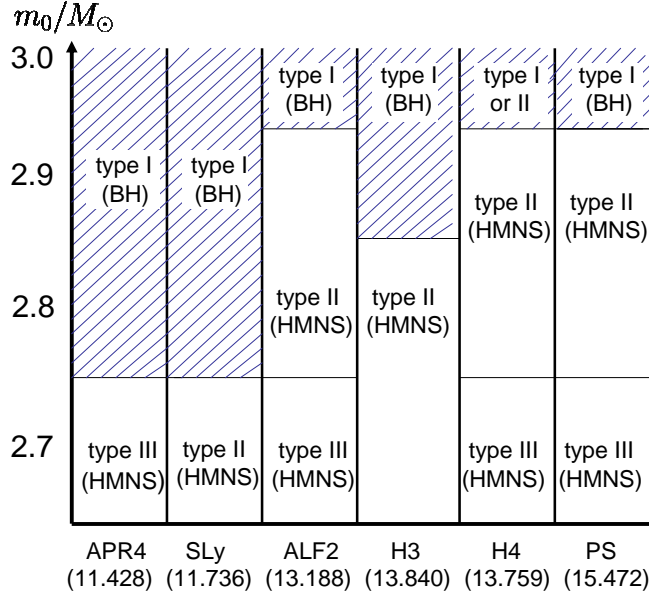 m₀/M⊙
3.0
type I
(BH)
type I
(BH)
type I
or II
type I
(BH)
2.9
type I
(BH)
type I
(BH)
type II
(HMNS)
type II
(HMNS)
2.8
type II
(HMNS)
type II
(HMNS)
2.7
type III
(HMNS)
type II
(HMNS)
type III
(HMNS)
type III
(HMNS)
type III
(HMNS)
APR4 SLy ALF2 H3 H4 PS
(11.428) (11.736) (13.188) (13.840) (13.759) (15.472)